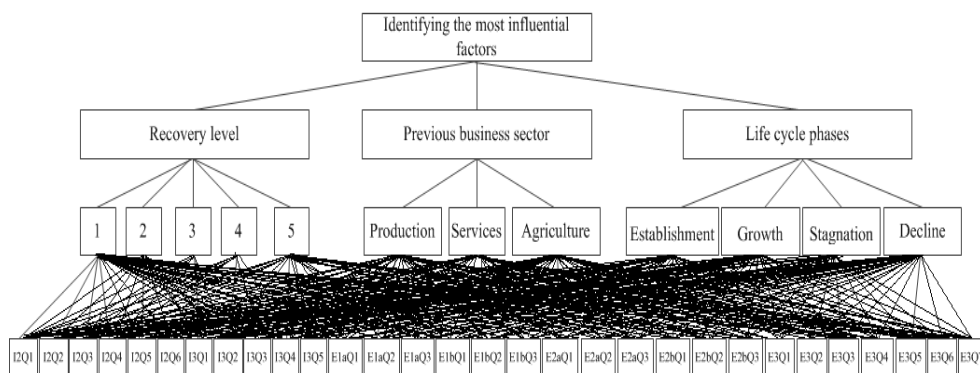 Identifying the most influential
factors
Recovery level
Previous business sector
Life cycle phases
1
2
3
4
5
Production
Services
Agriculture
Establishment
Growth
Stagnation
Decline
I2Q1
I2Q2
I2Q3
I2Q4
I2Q5
I2Q6
I3Q1
I3Q2
I3Q3
I3Q4
I3Q5
E1aQ1
E1aQ2
E1aQ3
E1bQ1
E1bQ2
E1bQ3
E2aQ1
E2aQ2
E2aQ3
E2bQ1
E2bQ2
E2bQ3
E3Q1
E3Q2
E3Q3
E3Q4
E3Q5
E3Q6